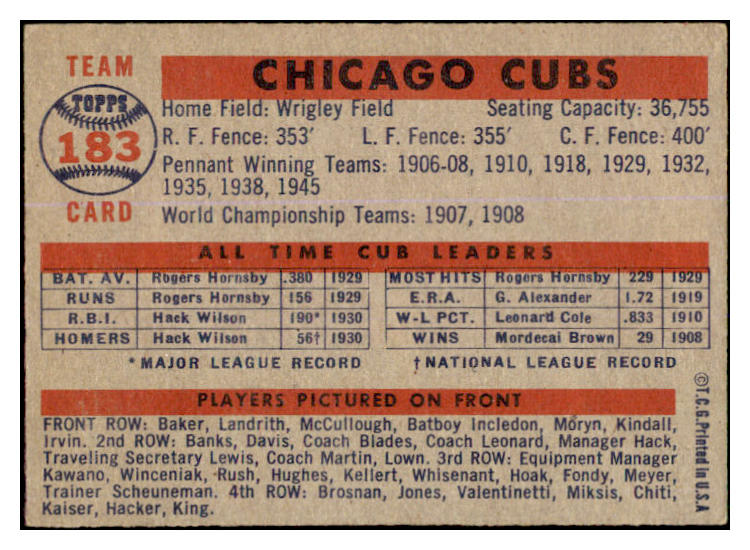 TEAM
TOPPS
183
CARD
CHICAGO CUBS
Home Field: Wrigley Field Seating Capacity: 36,755
R. F. Fence: 353′ L. F. Fence: 355′ C. F. Fence: 400′
Pennant Winning Teams: 1906-08, 1910, 1918, 1929, 1932,
1935, 1938, 1945
World Championship Teams: 1907, 1908
ALL TIME CUB LEADERS
BAT. AV. Rogers Hornsby .380 1929 MOST HITS Rogers Hornsby 229 1929
RUNS Rogers Hornsby 156 1929 E.R.A. G. Alexander 1.72 1919
R.B.I. Hack Wilson 190* 1930 W-L PCT. Leonard Cole .833 1910
HOMERS Hack Wilson 56† 1930 WINS Mordecai Brown 29 1908
*MAJOR LEAGUE RECORD †NATIONAL LEAGUE RECORD
PLAYERS PICTURED ON FRONT
FRONT ROW: Baker, Landrith, McCullough, Batboy Incledon, Moryn, Kindall,
Irvin. 2nd ROW: Banks, Davis, Coach Blades, Coach Leonard, Manager Hack,
Traveling Secretary Lewis, Coach Martin, Lown. 3rd ROW: Equipment Manager
Kawano, Winceniak, Rush, Hughes, Kellert, Whisenant, Hoak, Fondy, Meyer,
Trainer Scheuneman. 4th ROW: Brosnan, Jones, Valentinetti, Miksis, Chiti,
Kaiser, Hacker, King.
©T.C.G. Printed in U.S.A